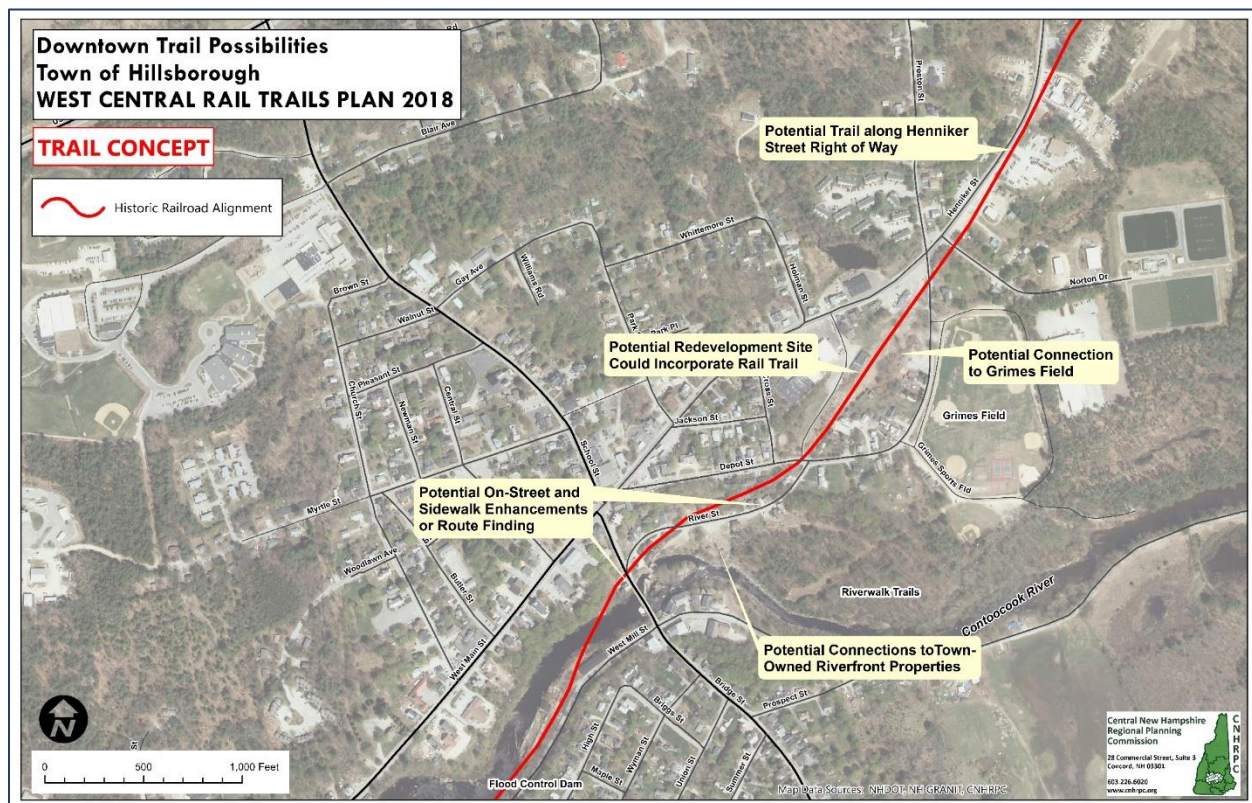 Downtown Trail Possibilities
Town of Hillsborough
WEST CENTRAL RAIL TRAILS PLAN 2018
TRAIL CONCEPT
Historic Railroad Alignment
Rd
Blair Ave
Preston St
Potential Trail along Henniker
Street Right of Way
Henniker St
Whittemore St
Gay Ave
Williams Rd
Holman St
Norton Dr
Brown St
Walnut St
Park
Park Pl
Potential Redevelopment Site
Could Incorporate Rail Trail
Potential Connection
to Grimes Field
Pleasant St
Church St
Newman St
Central St
School St
Jackson St
Grimes Field
Depot St
Grimes Sports Fld
Potential On-Street and
Sidewalk Enhancements
or Route Finding
Myrtle St
River St
Woodlawn Ave
Butler St
Riverwalk Trails
Contoocook River
West Main St
West Mill St
Potential Connections toTown-
Owned Riverfront Properties
Bridge St
Prospect St
High St
Briggs St
Wyman St
Union St
Summer St
Maple St
Flood Control Dam
N
0 500 1,000 Feet
St
Map Data Sources: NHDOT, NH GRANIT, CNHRPC
Central New Hampshire
Regional Planning
Commission
28 Commercial Street, Suite 3
Concord, NH 03301
603.226.6020
www.cnhrpc.org
CNHRPC